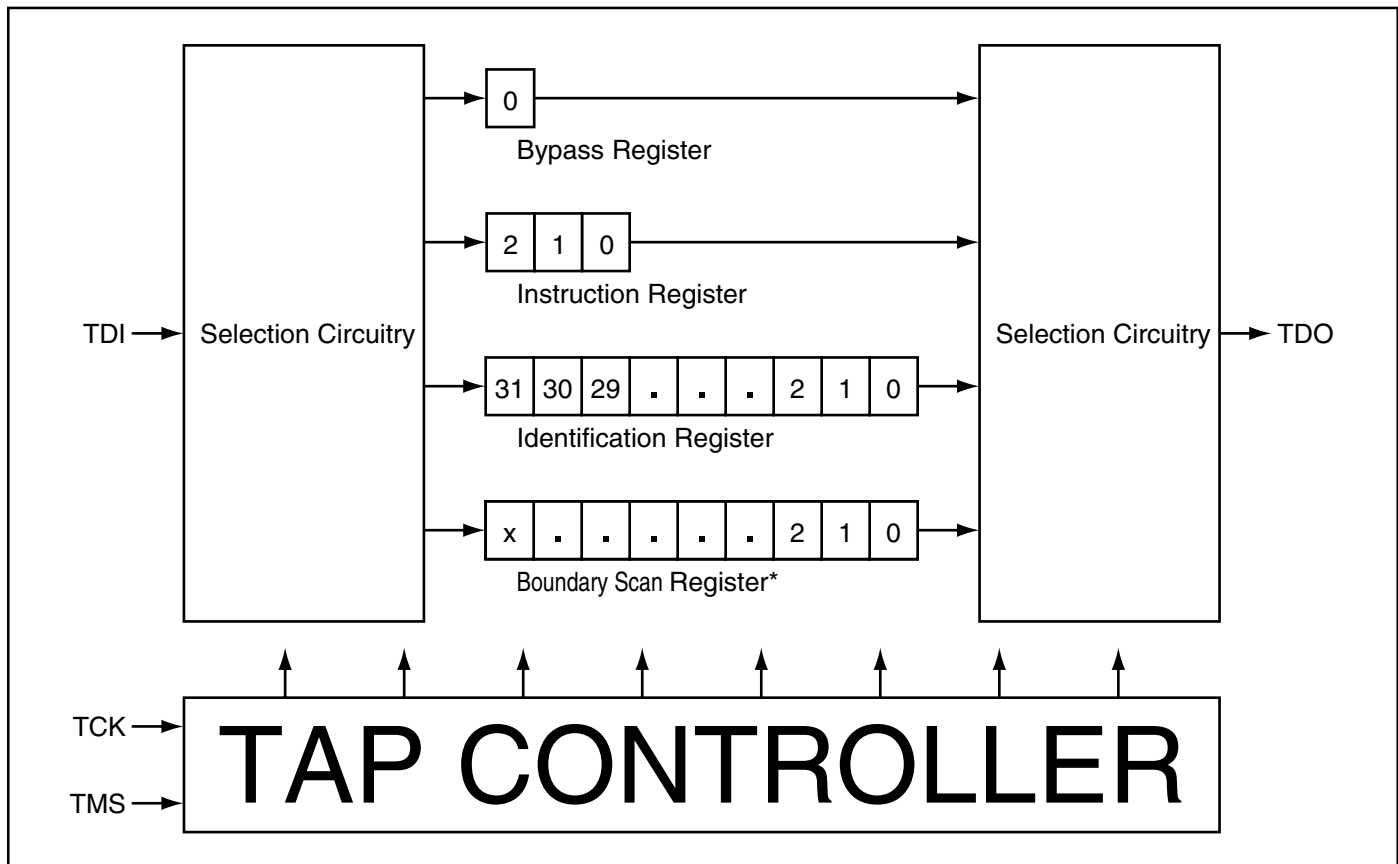 0
Bypass Register
2 1 0
Instruction Register
TDI
Selection Circuitry
Selection Circuitry
TDO
31 30 29 . . . 2 1 0
Identification Register
x . . . . . 2 1 0
Boundary Scan Register*
TCK
TMS
TAP CONTROLLER